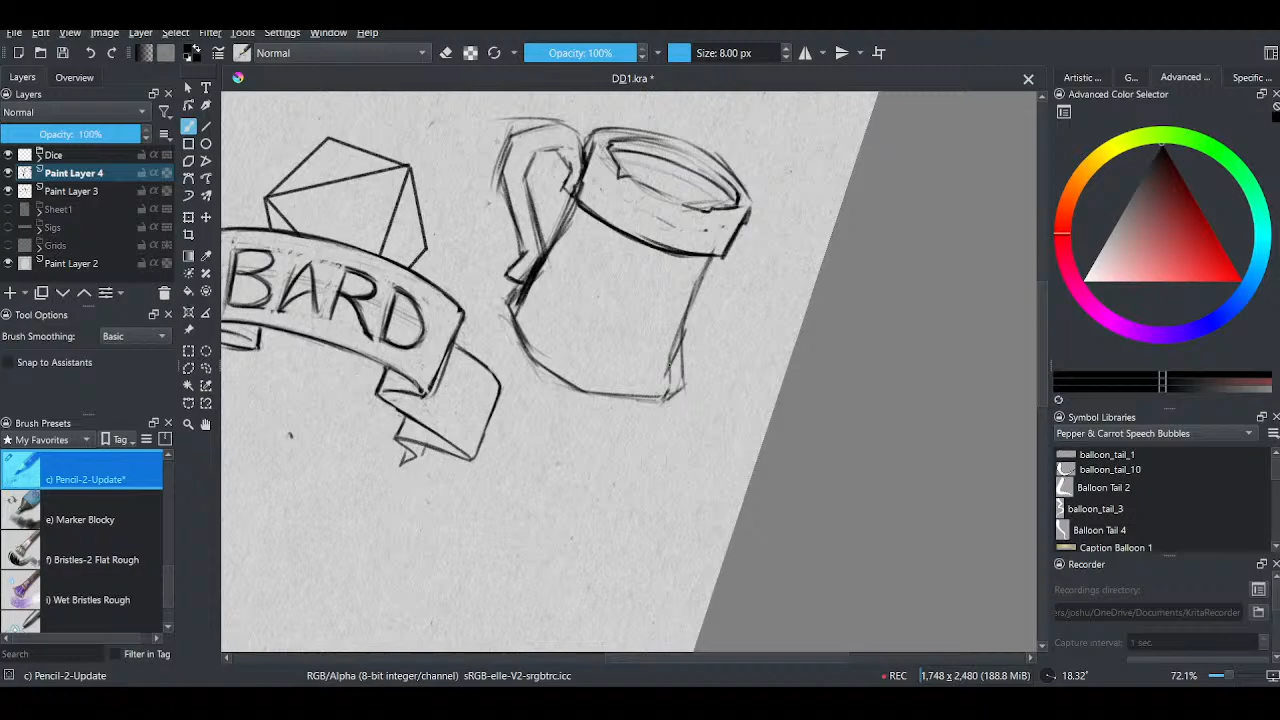 File Edit View Image Layer Select Filter Tools Settings Window Help
Normal Opacity: 100% Size: 8.00 px
Layers Overview DD1.kra * Artistic ... G... Advanced ... Specific ...
Layers
Normal
Opacity: 100%
Dice
Paint Layer 4
Paint Layer 3
Sheet1
Sigs
Grids
Paint Layer 2
Tool Options
Brush Smoothing: Basic
Snap to Assistants
Brush Presets
My Favorites Tag
c) Pencil-2-Update*
e) Marker Blocky
f) Bristles-2 Flat Rough
i) Wet Bristles Rough
Search Filter in Tag
BARD
Advanced Color Selector
Symbol Libraries
Pepper & Carrot Speech Bubbles
balloon_tail_1
balloon_tail_10
Balloon Tail 2
balloon_tail_3
Balloon Tail 4
Caption Balloon 1
Recorder
Recordings directory:
ers/joshu/OneDrive/Documents/KritaRecorder
Capture interval: 1 sec.
c) Pencil-2-Update RGB/Alpha (8-bit integer/channel) sRGB-elle-V2-srgbtrc.icc REC 1,748 x 2,480 (188.8 MiB) 18.32° 72.1%